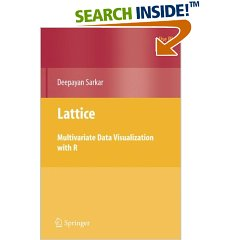 SEARCH INSIDE!™
Deepayan Sarkar
Lattice
Multivariate Data Visualization
with R
Springer